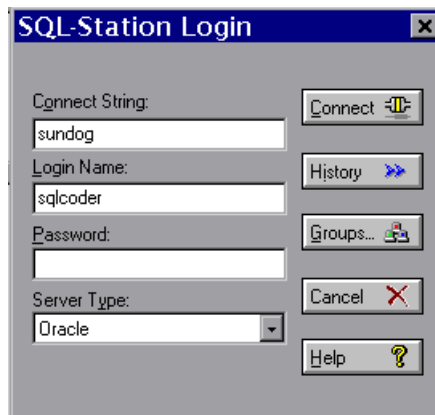 SQL-Station Login
Connect String:
sundog
Login Name:
sqlcoder
Password:
Server Type:
Oracle
Connect
History
Groups...
Cancel
Help